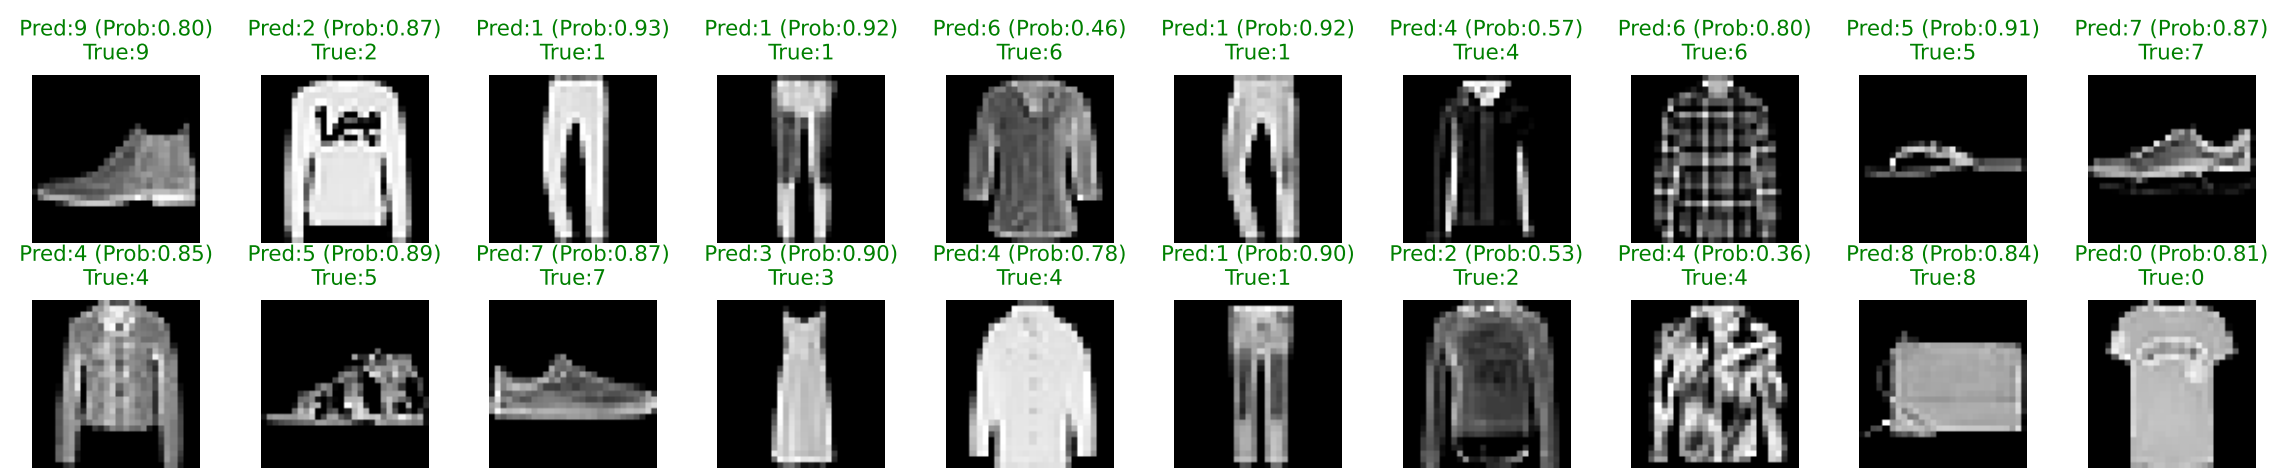 Pred:9 (Prob:0.80) Pred:2 (Prob:0.87) Pred:1 (Prob:0.93) Pred:1 (Prob:0.92) Pred:6 (Prob:0.46) Pred:1 (Prob:0.92) Pred:4 (Prob:0.57) Pred:6 (Prob:0.80) Pred:5 (Prob:0.91) Pred:7 (Prob:0.87)
True:9 True:2 True:1 True:1 True:6 True:1 True:4 True:6 True:5 True:7
Lee
Pred:4 (Prob:0.85) Pred:5 (Prob:0.89) Pred:7 (Prob:0.87) Pred:3 (Prob:0.90) Pred:4 (Prob:0.78) Pred:1 (Prob:0.90) Pred:2 (Prob:0.53) Pred:4 (Prob:0.36) Pred:8 (Prob:0.84) Pred:0 (Prob:0.81)
True:4 True:5 True:7 True:3 True:4 True:1 True:2 True:4 True:8 True:0